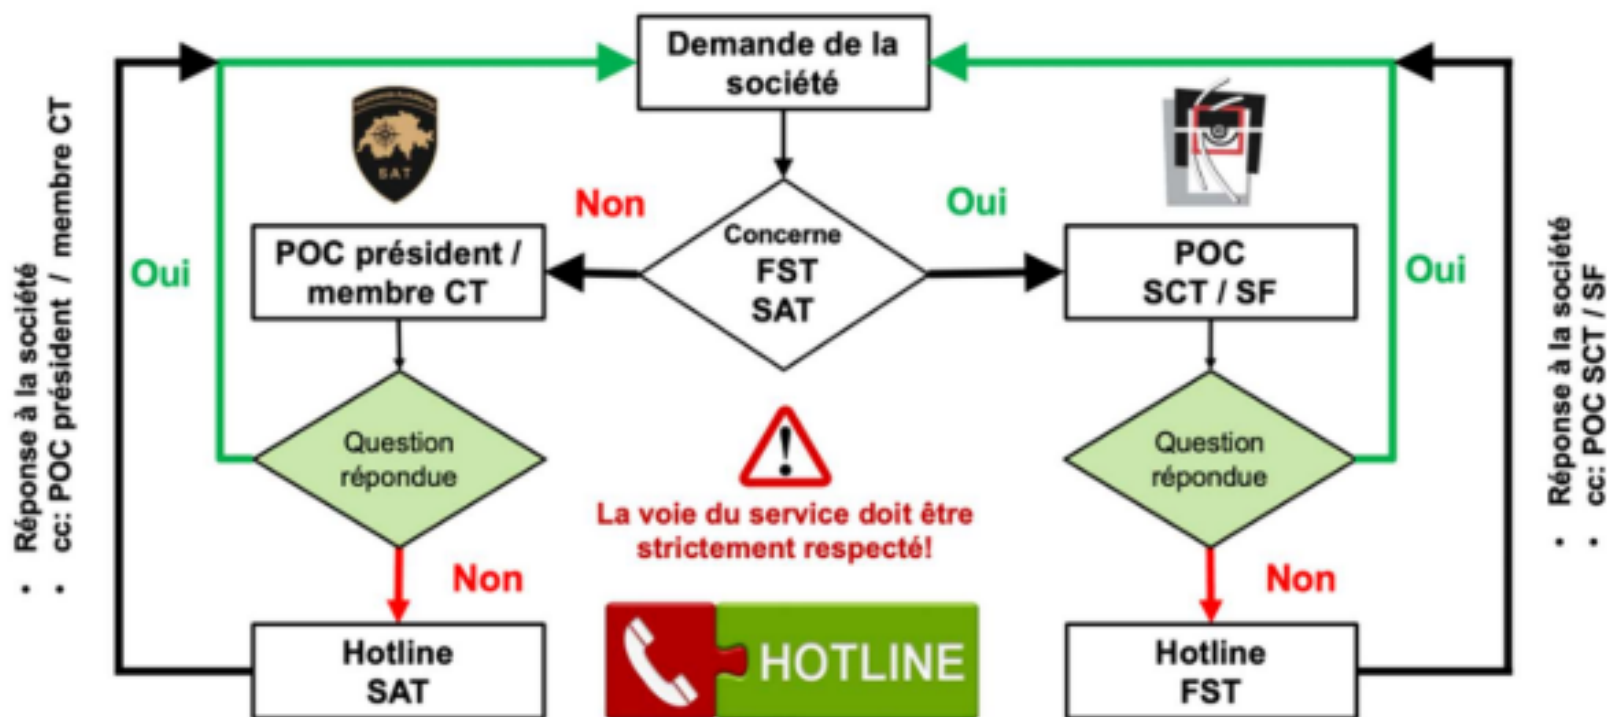 Demande de la
société
SAT
Non
Oui
Concerne
FST
SAT
POC président /
membre CT
POC
SCT / SF
Oui
Oui
Question
répondue
Question
répondue
La voie du service doit être
strictement respecté!
Non
Non
Hotline
SAT
HOTLINE
Hotline
FST
• Réponse à la société
• cc: POC président / membre CT
• Réponse à la société
• cc: POC SCT / SF